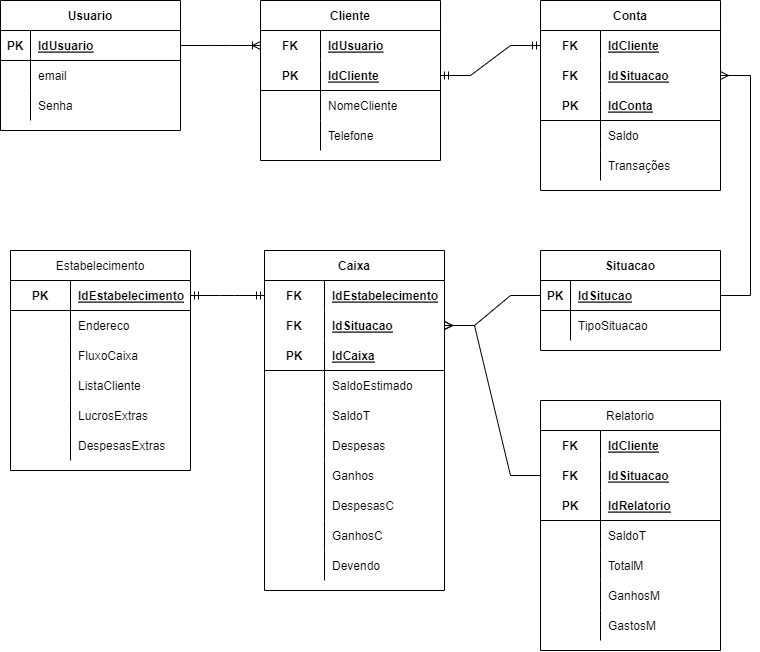 Usuario
PK IdUsuario
email
Senha
Cliente
FK IdUsuario
PK IdCliente
NomeCliente
Telefone
Conta
FK IdCliente
FK IdSituacao
PK IdConta
Saldo
Transações
Estabelecimento
PK IdEstabelecimento
Endereco
FluxoCaixa
ListaCliente
LucrosExtras
DespesasExtras
Caixa
FK IdEstabelecimento
FK IdSituacao
PK IdCaixa
SaldoEstimado
SaldoT
Despesas
Ganhos
DespesasC
GanhosC
Devendo
Situacao
PK IdSitucao
TipoSituacao
Relatorio
FK IdCliente
FK IdSituacao
PK IdRelatorio
SaldoT
TotalM
GanhosM
GastosM